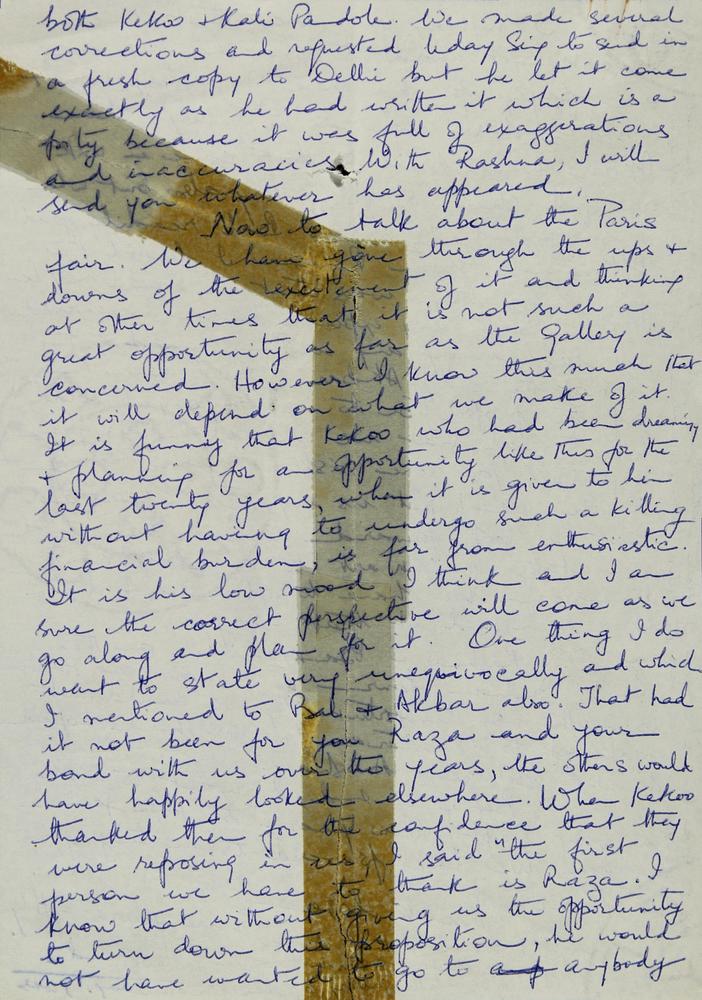 both Kekoo + Kali Pandole. We made several
corrections and requested Uday Sing to send in
a fresh copy to Delhi but he let it come
exactly as he had written it which is a
pity because it was full of exaggerations
and inaccuracies. With Rashna, I will
send you whatever has appeared.
Now to talk about the Paris
fair. We have gone through the ups +
downs of the excitement of it and thinking
at other times that it is not such a
great opportunity as far as the Gallery is
concerned. However I know this much that
it will depend on what we make of it.
It is funny that Kekoo who had been dreaming
+ planning for an opportunity like this for the
last twenty years, when it is given to him
without having to undergo such a killing
financial burden, is far from enthusiastic.
It is his low mood I think and I am
sure the correct perspective will come as we
go along and plan for it. One thing I do
want to state very unequivocally and which
I mentioned to Bal + Akbar also. That had
it not been for you Raza and your
bond with us over the years, the others would
have happily looked elsewhere. When Kekoo
thanked them for the confidence that they
were reposing in us, I said "the first
person we have to thank is Raza. I
know that without giving us the opportunity
to turn down this proposition, he would
not have wanted to go to anybody